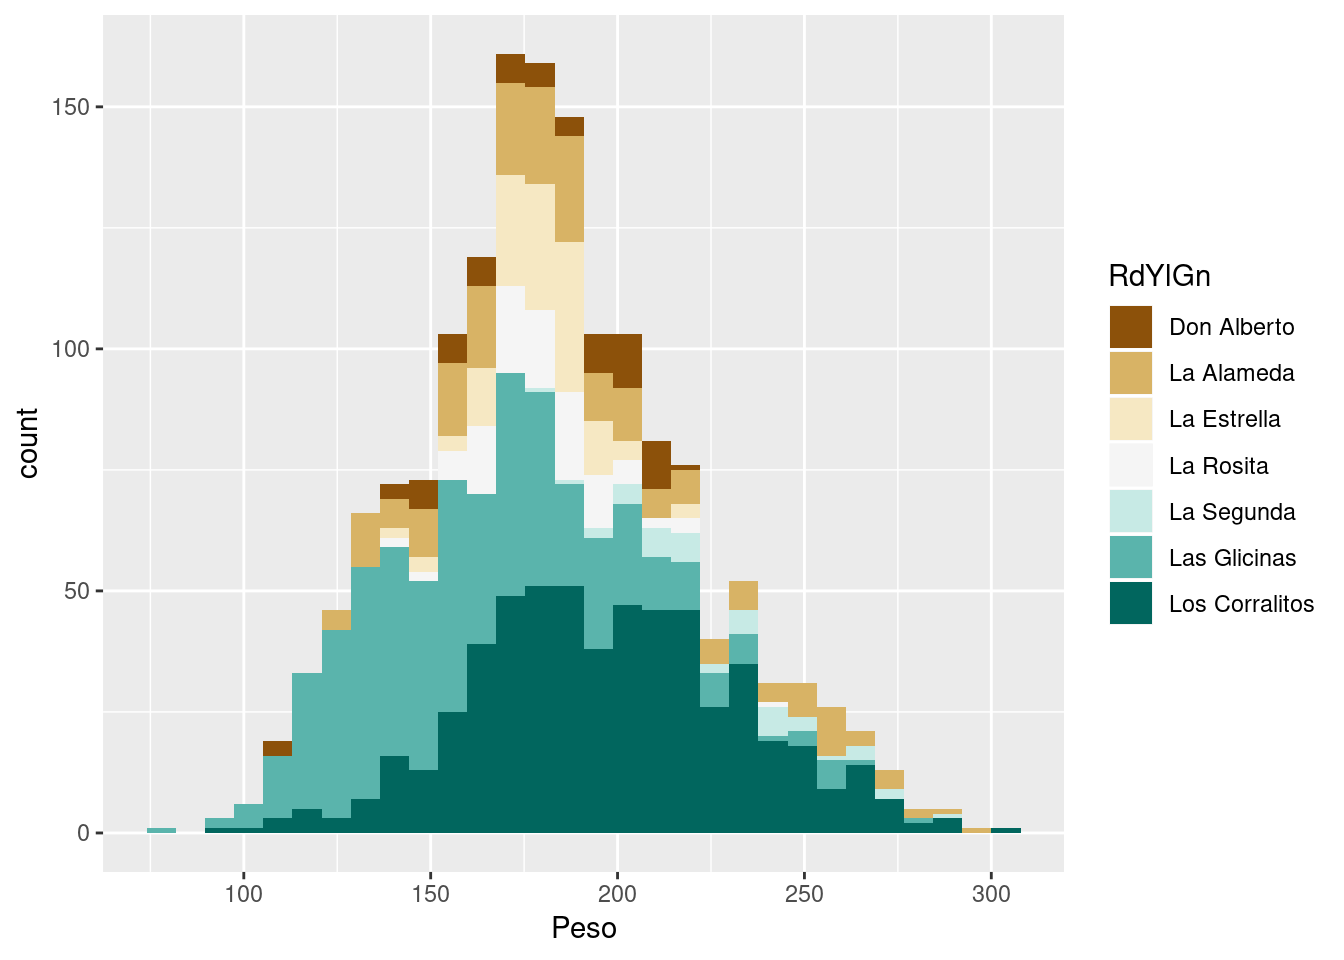 150
100
50
0
count
100
150
200
250
300
Peso
RdYlGn
Don Alberto
La Alameda
La Estrella
La Rosita
La Segunda
Las Glicinas
Los Corralitos